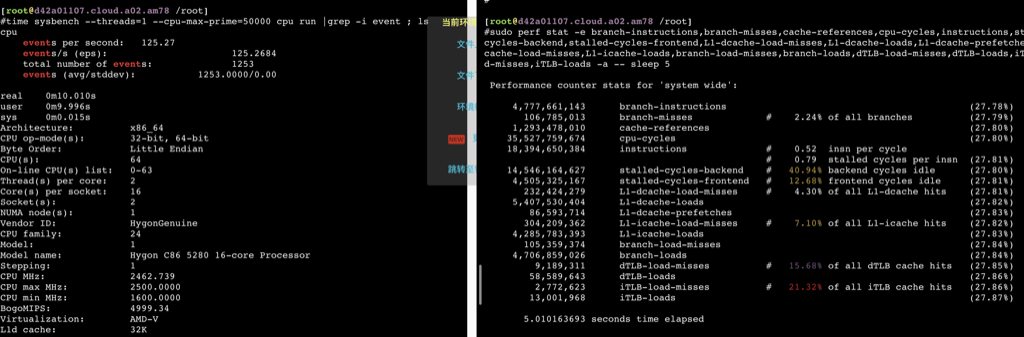 [root@d42a01107.cloud.a02.am78 /root]
#time sysbench --threads=1 --cpu-max-prime=50000 cpu run |grep -i event ; ls
cpu
events per second: 125.27
events/s (eps): 125.2684
total number of events: 1253
events (avg/stddev): 1253.0000/0.00
real 0m10.010s
user 0m9.996s
sys 0m0.015s
Architecture: x86_64
CPU op-mode(s): 32-bit, 64-bit
Byte Order: Little Endian
CPU(s): 64
On-line CPU(s) list: 0-63
Thread(s) per core: 2
Core(s) per socket: 16
Socket(s): 2
NUMA node(s): 1
Vendor ID: HygonGenuine
CPU family: 24
Model: 1
Model name: Hygon C86 5280 16-core Processor
Stepping: 1
CPU MHz: 2462.739
CPU max MHz: 2500.0000
CPU min MHz: 1600.0000
BogoMIPS: 4999.34
Virtualization: AMD-V
L1d cache: 32K
当前环
文件
文件
环境
NEW
跳转至
#
[root@d42a01107.cloud.a02.am78 /root]
#sudo perf stat -e branch-instructions,branch-misses,cache-references,cpu-cycles,instructions,st
cycles-backend,stalled-cycles-frontend,L1-dcache-load-misses,L1-dcache-loads,L1-dcache-prefetche
cache-load-misses,L1-icache-loads,branch-load-misses,branch-loads,dTLB-load-misses,dTLB-loads,iT
d-misses,iTLB-loads -a -- sleep 5
Performance counter stats for 'system wide':
4,777,661,143 branch-instructions (27.78%)
106,785,013 branch-misses # 2.24% of all branches (27.79%)
1,293,478,010 cache-references (27.80%)
35,527,759,674 cpu-cycles (27.80%)
18,394,650,384 instructions # 0.52 insn per cycle
# 0.79 stalled cycles per insn (27.81%)
14,546,164,627 stalled-cycles-backend # 40.94% backend cycles idle (27.80%)
4,505,325,167 stalled-cycles-frontend # 12.68% frontend cycles idle (27.81%)
232,424,279 L1-dcache-load-misses # 4.30% of all L1-dcache hits (27.81%)
5,407,530,404 L1-dcache-loads (27.82%)
86,593,714 L1-dcache-prefetches (27.83%)
304,209,362 L1-icache-load-misses # 7.10% of all L1-icache hits (27.82%)
4,285,783,393 L1-icache-loads (27.83%)
105,359,374 branch-load-misses (27.84%)
4,706,859,026 branch-loads (27.84%)
9,189,311 dTLB-load-misses # 15.68% of all dTLB cache hits (27.85%)
58,589,643 dTLB-loads (27.86%)
2,772,623 iTLB-load-misses # 21.32% of all iTLB cache hits (27.86%)
13,001,968 iTLB-loads (27.87%)
5.010163693 seconds time elapsed